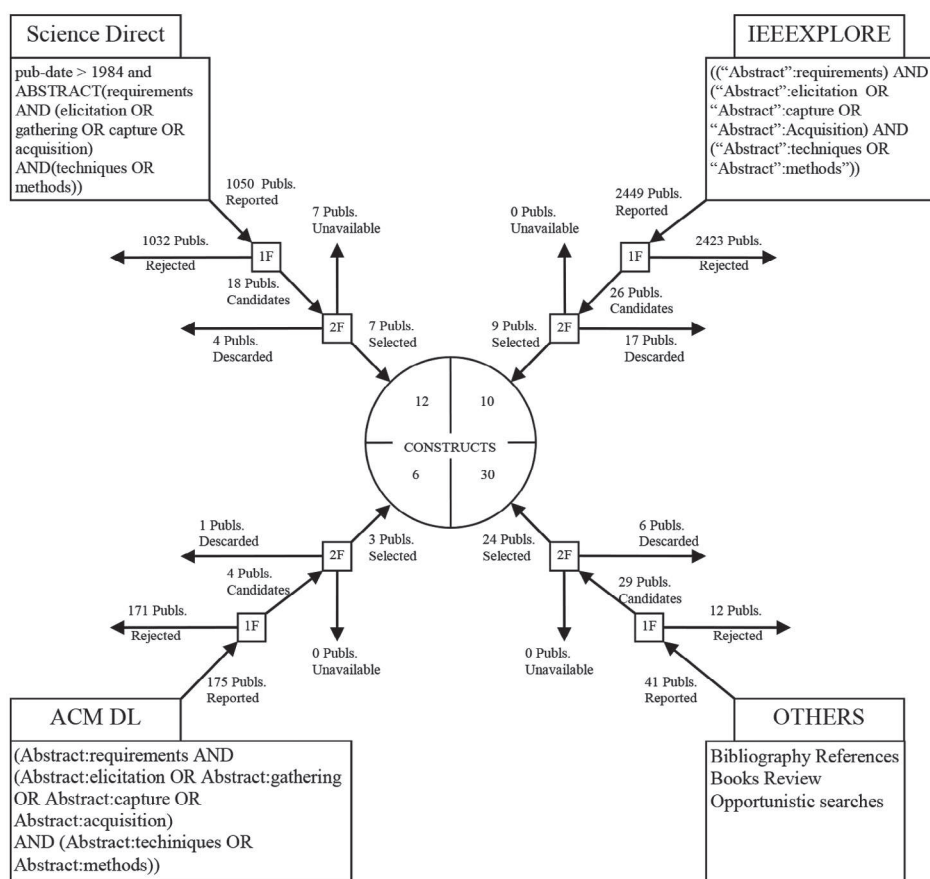 Science Direct
pub-date > 1984 and
ABSTRACT(requirements
AND (elicitation OR
gathering OR capture OR
acquisition)
AND(techniques OR
methods))
IEEEXPLORE
((“Abstract”:requirements) AND
(“Abstract”:elicitation OR
“Abstract”:capture OR
“Abstract”:Acquisition) AND
(“Abstract”:techniques OR
“Abstract”:methods”))
1050 Publs.
Reported
7 Publs.
Unavailable
1032 Publs.
Rejected
1F
18 Publs.
Candidates
2F
4 Publs.
Descarded
7 Publs.
Selected
2449 Publs.
Reported
0 Publs.
Unavailable
2423 Publs.
Rejected
1F
26 Publs.
Candidates
2F
9 Publs.
Selected
17 Publs.
Descarded
12
10
CONSTRUCTS
6
30
1 Publs.
Descarded
2F
3 Publs.
Selected
4 Publs.
Candidates
171 Publs.
Rejected
1F
0 Publs.
Unavailable
175 Publs.
Reported
24 Publs.
Selected
2F
6 Publs.
Descarded
29 Publs.
Candidates
1F
12 Publs.
Rejected
0 Publs.
Unavailable
41 Publs.
Reported
ACM DL
(Abstract:requirements AND
(Abstract:elicitation OR Abstract:gathering
OR Abstract:capture OR
Abstract:acquisition)
AND (Abstract:techiniques OR
Abstract:methods))
OTHERS
Bibliography References
Books Review
Opportunistic searches